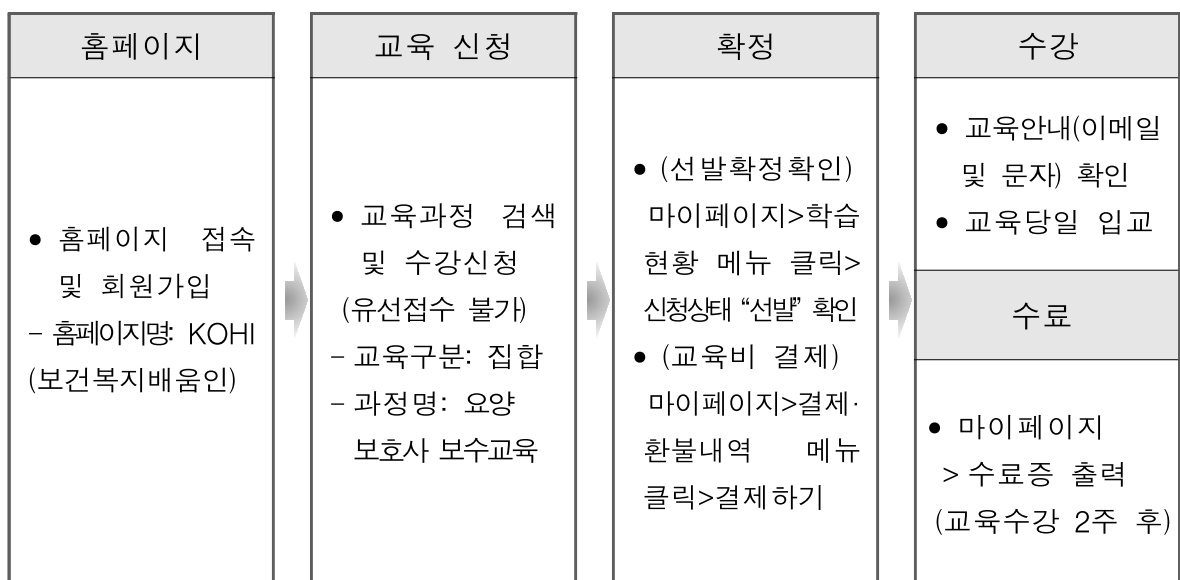 홈페이지
● 홈페이지 접속
및 회원가입
- 홈페이지명: KOHI
(보건복지배움인)
교육 신청
● 교육과정 검색
및 수강신청
(유선접수 불가)
- 교육구분: 집합
- 과정명: 요양
보호사 보수교육
확정
● (선발확정확인)
마이페이지>학습
현황 메뉴 클릭>
신청상태 “선발” 확인
● (교육비 결제)
마이페이지>결제·
환불내역 메뉴
클릭>결제하기
수강
● 교육안내(이메일
및 문자) 확인
● 교육당일 입교
수료
● 마이페이지
> 수료증 출력
(교육수강 2주 후)